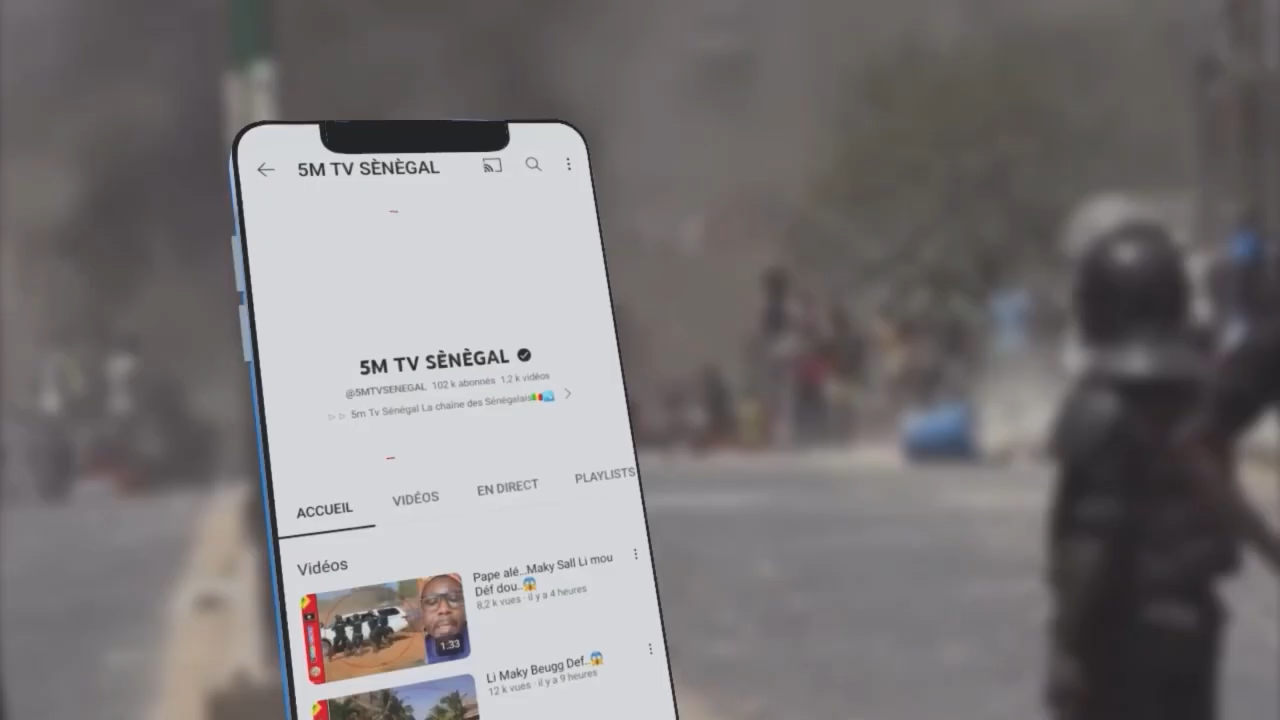 5M TV SÈNÈGAL
5M TV SÈNÈGAL
@5MTVSENEGAL 102 k abonnés 1,2 k vidéos
5m Tv Sénégal La chaîne des Sénégalais
ACCUEIL VIDÉOS EN DIRECT PLAYLISTS
Vidéos
Pape alé...Maky Sall Li mou
Déf dou..😱
8,2 k vues · il y a 4 heures
1.33
Li Maky Beugg Def..😱
12 k vues · il y a 9 heures